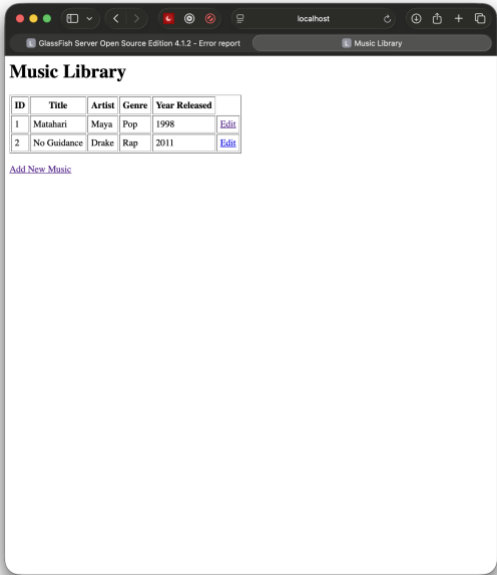 localhost
GlassFish Server Open Source Edition 4.1.2 - Error report
Music Library
Music Library
ID Title Artist Genre Year Released
1 Matahari Maya Pop 1998 Edit
2 No Guidance Drake Rap 2011 Edit
Add New Music